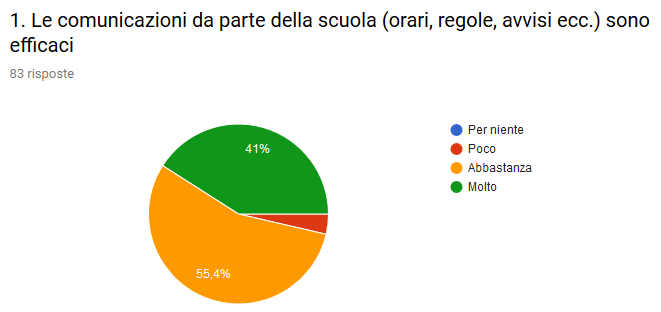 1. Le comunicazioni da parte della scuola (orari, regole, avvisi ecc.) sono
efficaci
83 risposte
41%
55,4%
Per niente
Poco
Abbastanza
Molto